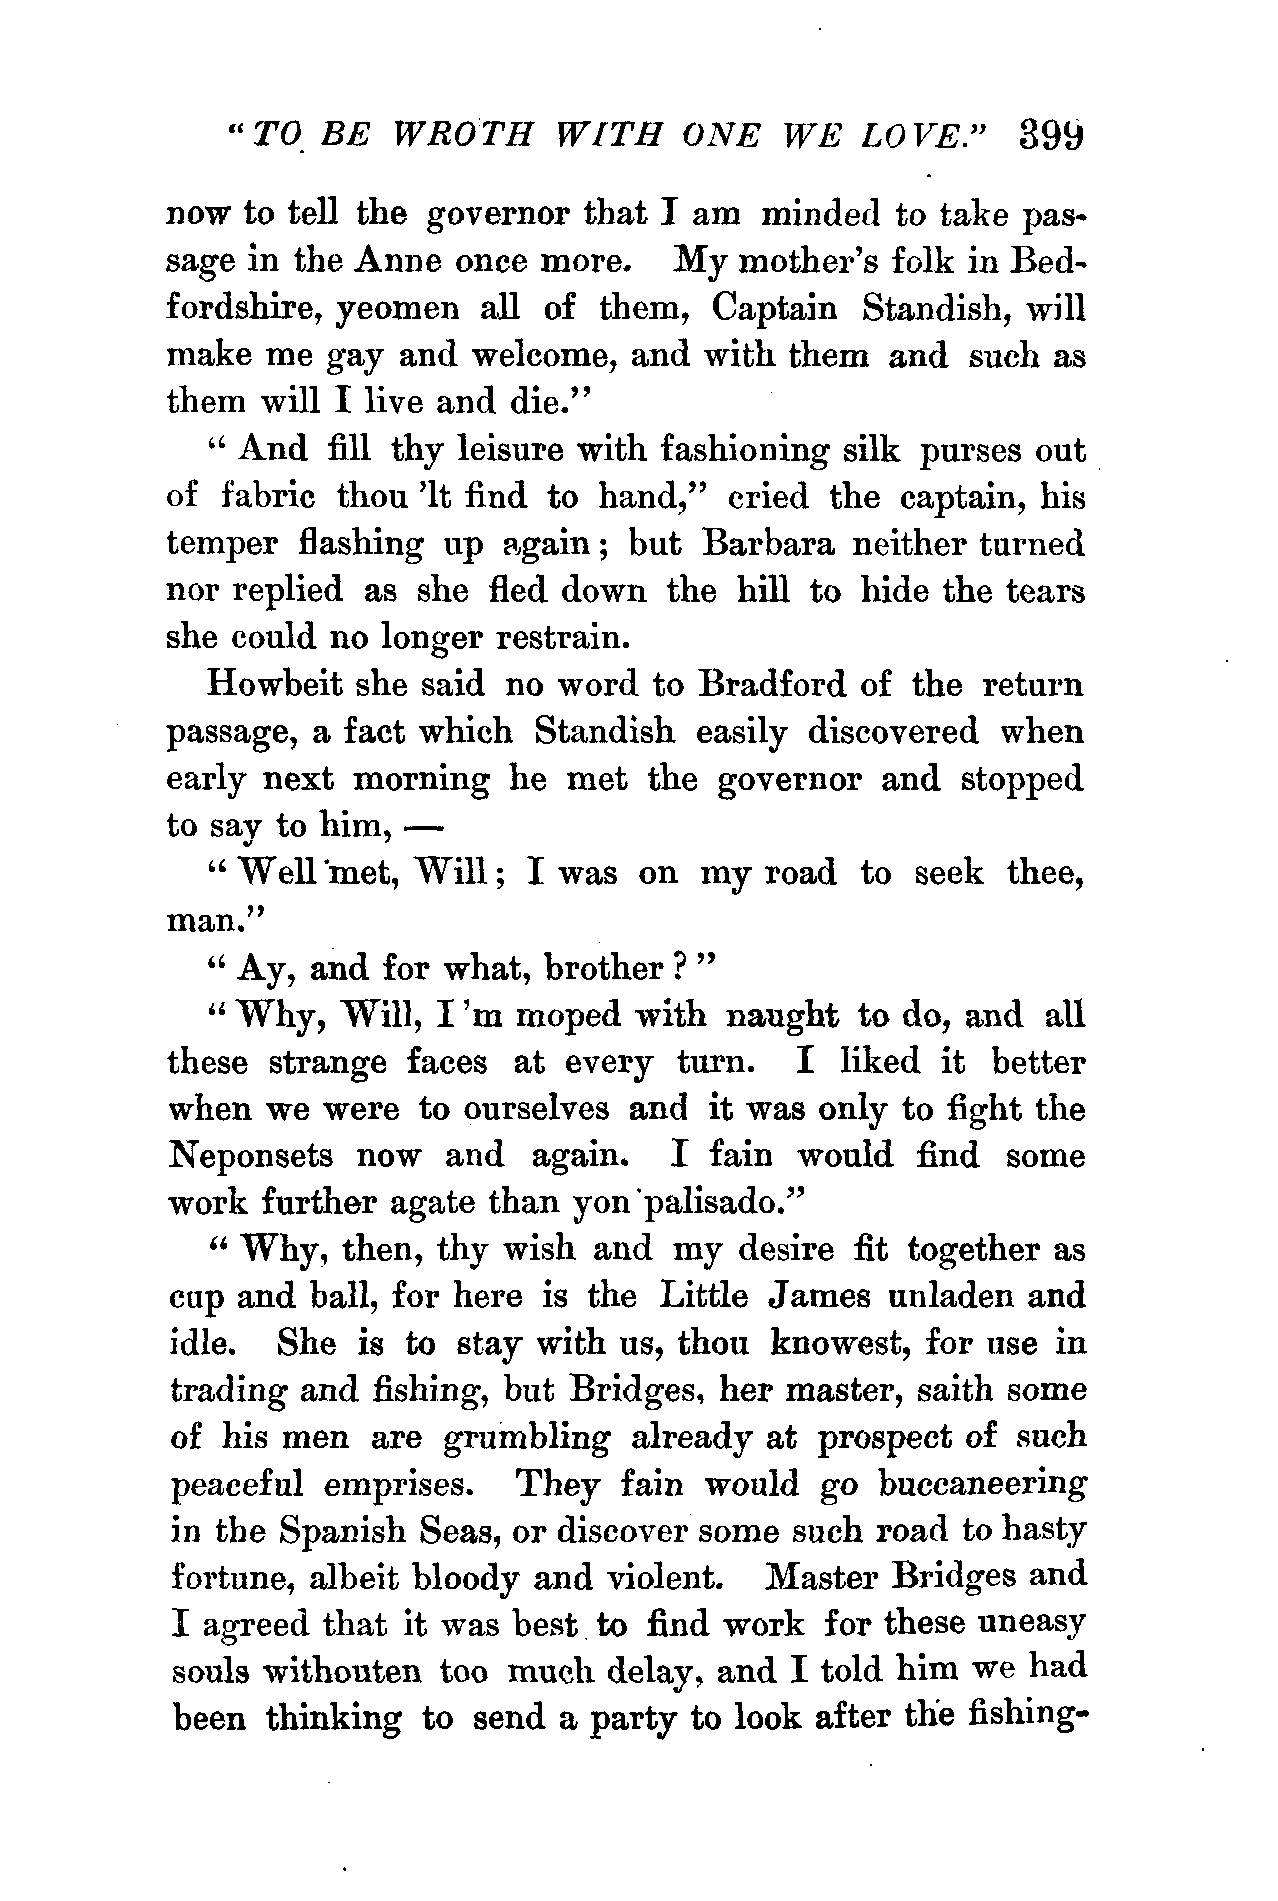 "TO BE WROTH WITH ONE WE LOVE." 399
now to tell the governor that I am minded to take pas-
sage in the Anne once more. My mother's folk in Bed-
fordshire, yeomen all of them, Captain Standish, will
make me gay and welcome, and with them and such as
them will I live and die."
"And fill thy leisure with fashioning silk purses out
of fabric thou 'lt find to hand," cried the captain, his
temper flashing up again; but Barbara neither turned
nor replied as she fled down the hill to hide the tears
she could no longer restrain.
Howbeit she said no word to Bradford of the return
passage, a fact which Standish easily discovered when
early next morning he met the governor and stopped
to say to him, —
"Well met, Will; I was on my road to seek thee,
man."
"Ay, and for what, brother?"
"Why, Will, I 'm moped with naught to do, and all
these strange faces at every turn. I liked it better
when we were to ourselves and it was only to fight the
Neponsets now and again. I fain would find some
work further agate than yon palisado."
"Why, then, thy wish and my desire fit together as
cup and ball, for here is the Little James unladen and
idle. She is to stay with us, thou knowest, for use in
trading and fishing, but Bridges, her master, saith some
of his men are grumbling already at prospect of such
peaceful emprises. They fain would go buccaneering
in the Spanish Seas, or discover some such road to hasty
fortune, albeit bloody and violent. Master Bridges and
I agreed that it was best to find work for these uneasy
souls withouten too much delay, and I told him we had
been thinking to send a party to look after the fishing-